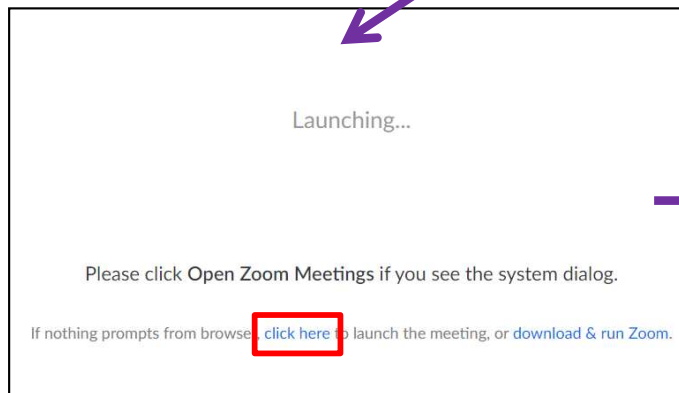 Launching...
Please click Open Zoom Meetings if you see the system dialog.
If nothing prompts from browser, click here to launch the meeting, or download & run Zoom.